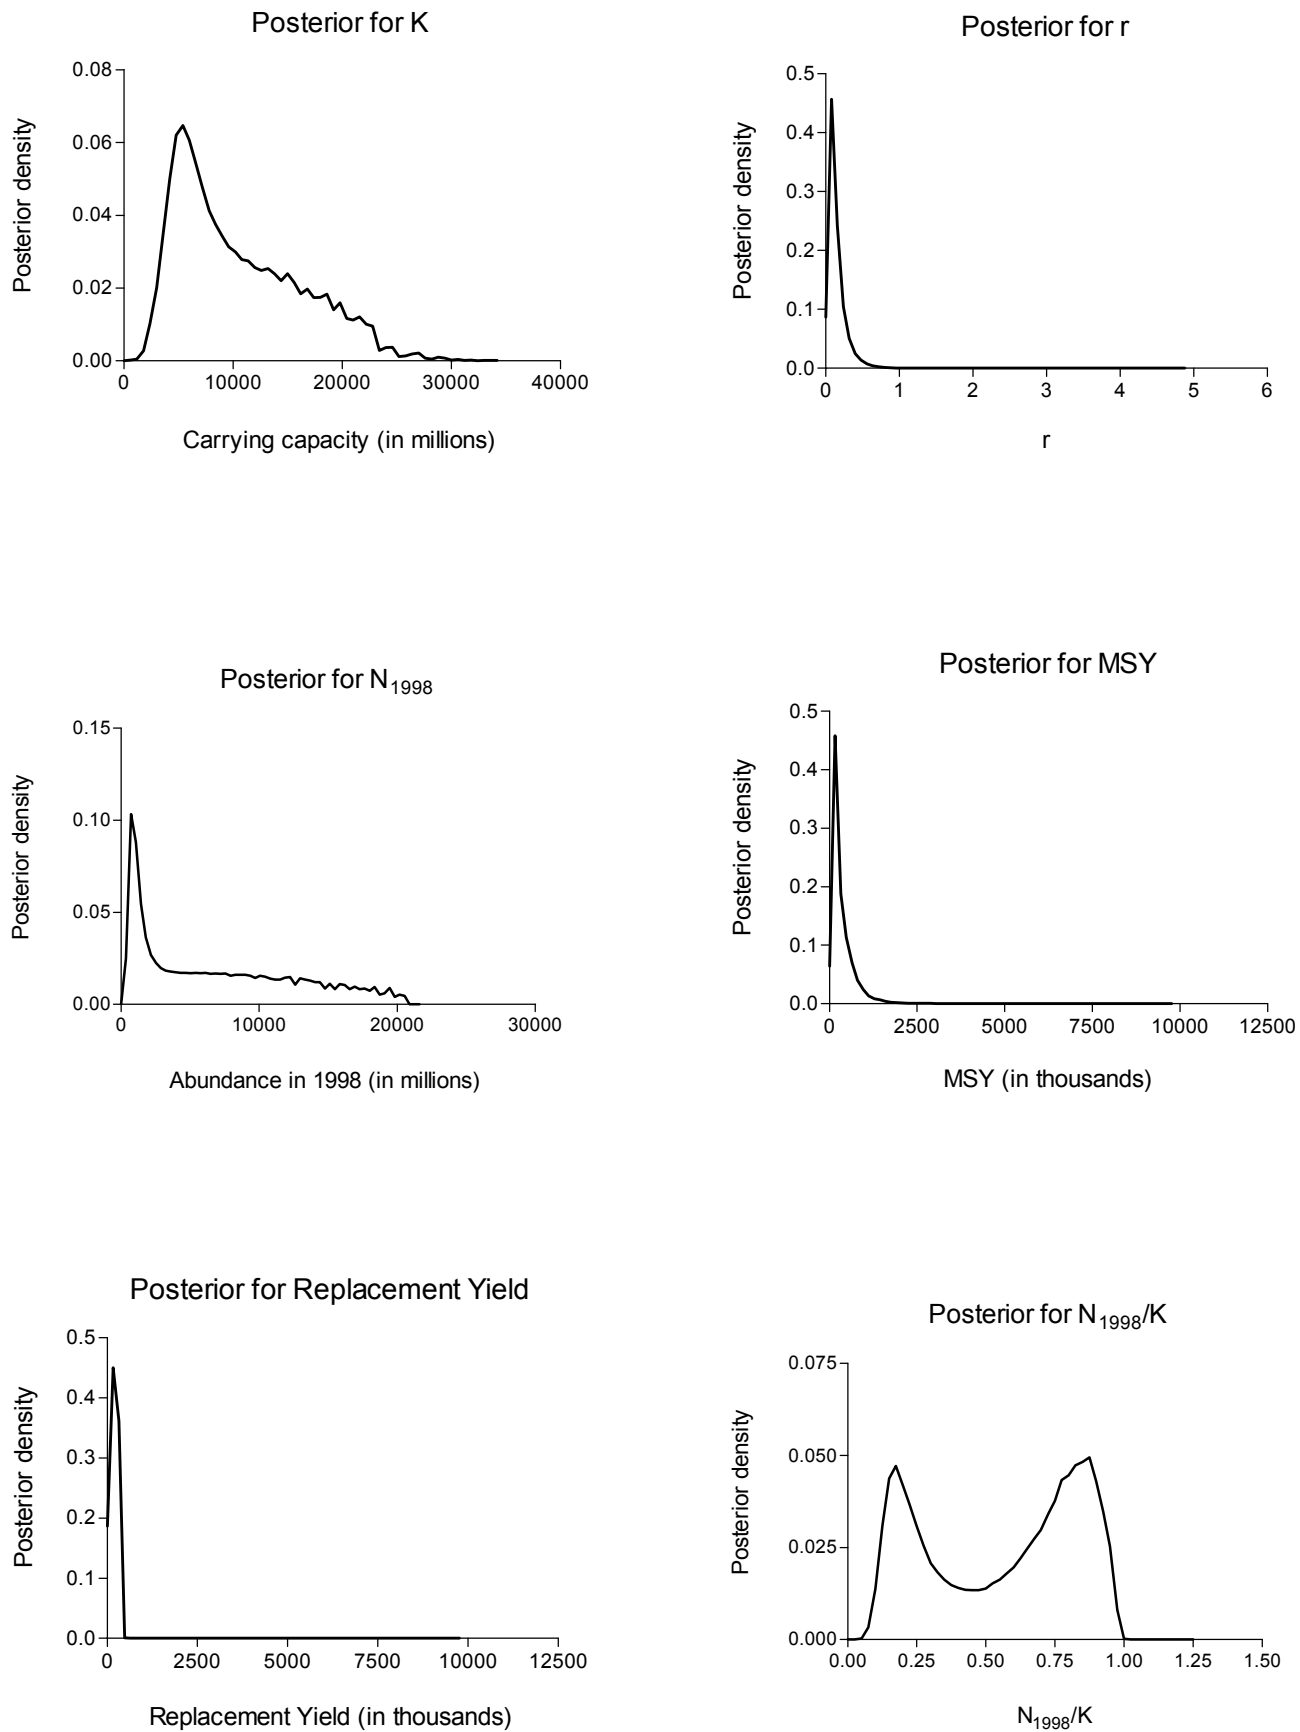 Posterior for K
0.08
0.06
0.04
0.02
0.00
Posterior density
0 10000 20000 30000 40000
Carrying capacity (in millions)
Posterior for r
0.5
0.4
0.3
0.2
0.1
0.0
Posterior density
0 1 2 3 4 5 6
r
Posterior for N1998
0.15
0.10
0.05
0.00
Posterior density
0 10000 20000 30000
Abundance in 1998 (in millions)
Posterior for MSY
0.5
0.4
0.3
0.2
0.1
0.0
Posterior density
0 2500 5000 7500 10000 12500
MSY (in thousands)
Posterior for Replacement Yield
0.5
0.4
0.3
0.2
0.1
0.0
Posterior density
0 2500 5000 7500 10000 12500
Replacement Yield (in thousands)
Posterior for N1998/K
0.075
0.050
0.025
0.000
Posterior density
0.00 0.25 0.50 0.75 1.00 1.25 1.50
N1998/K